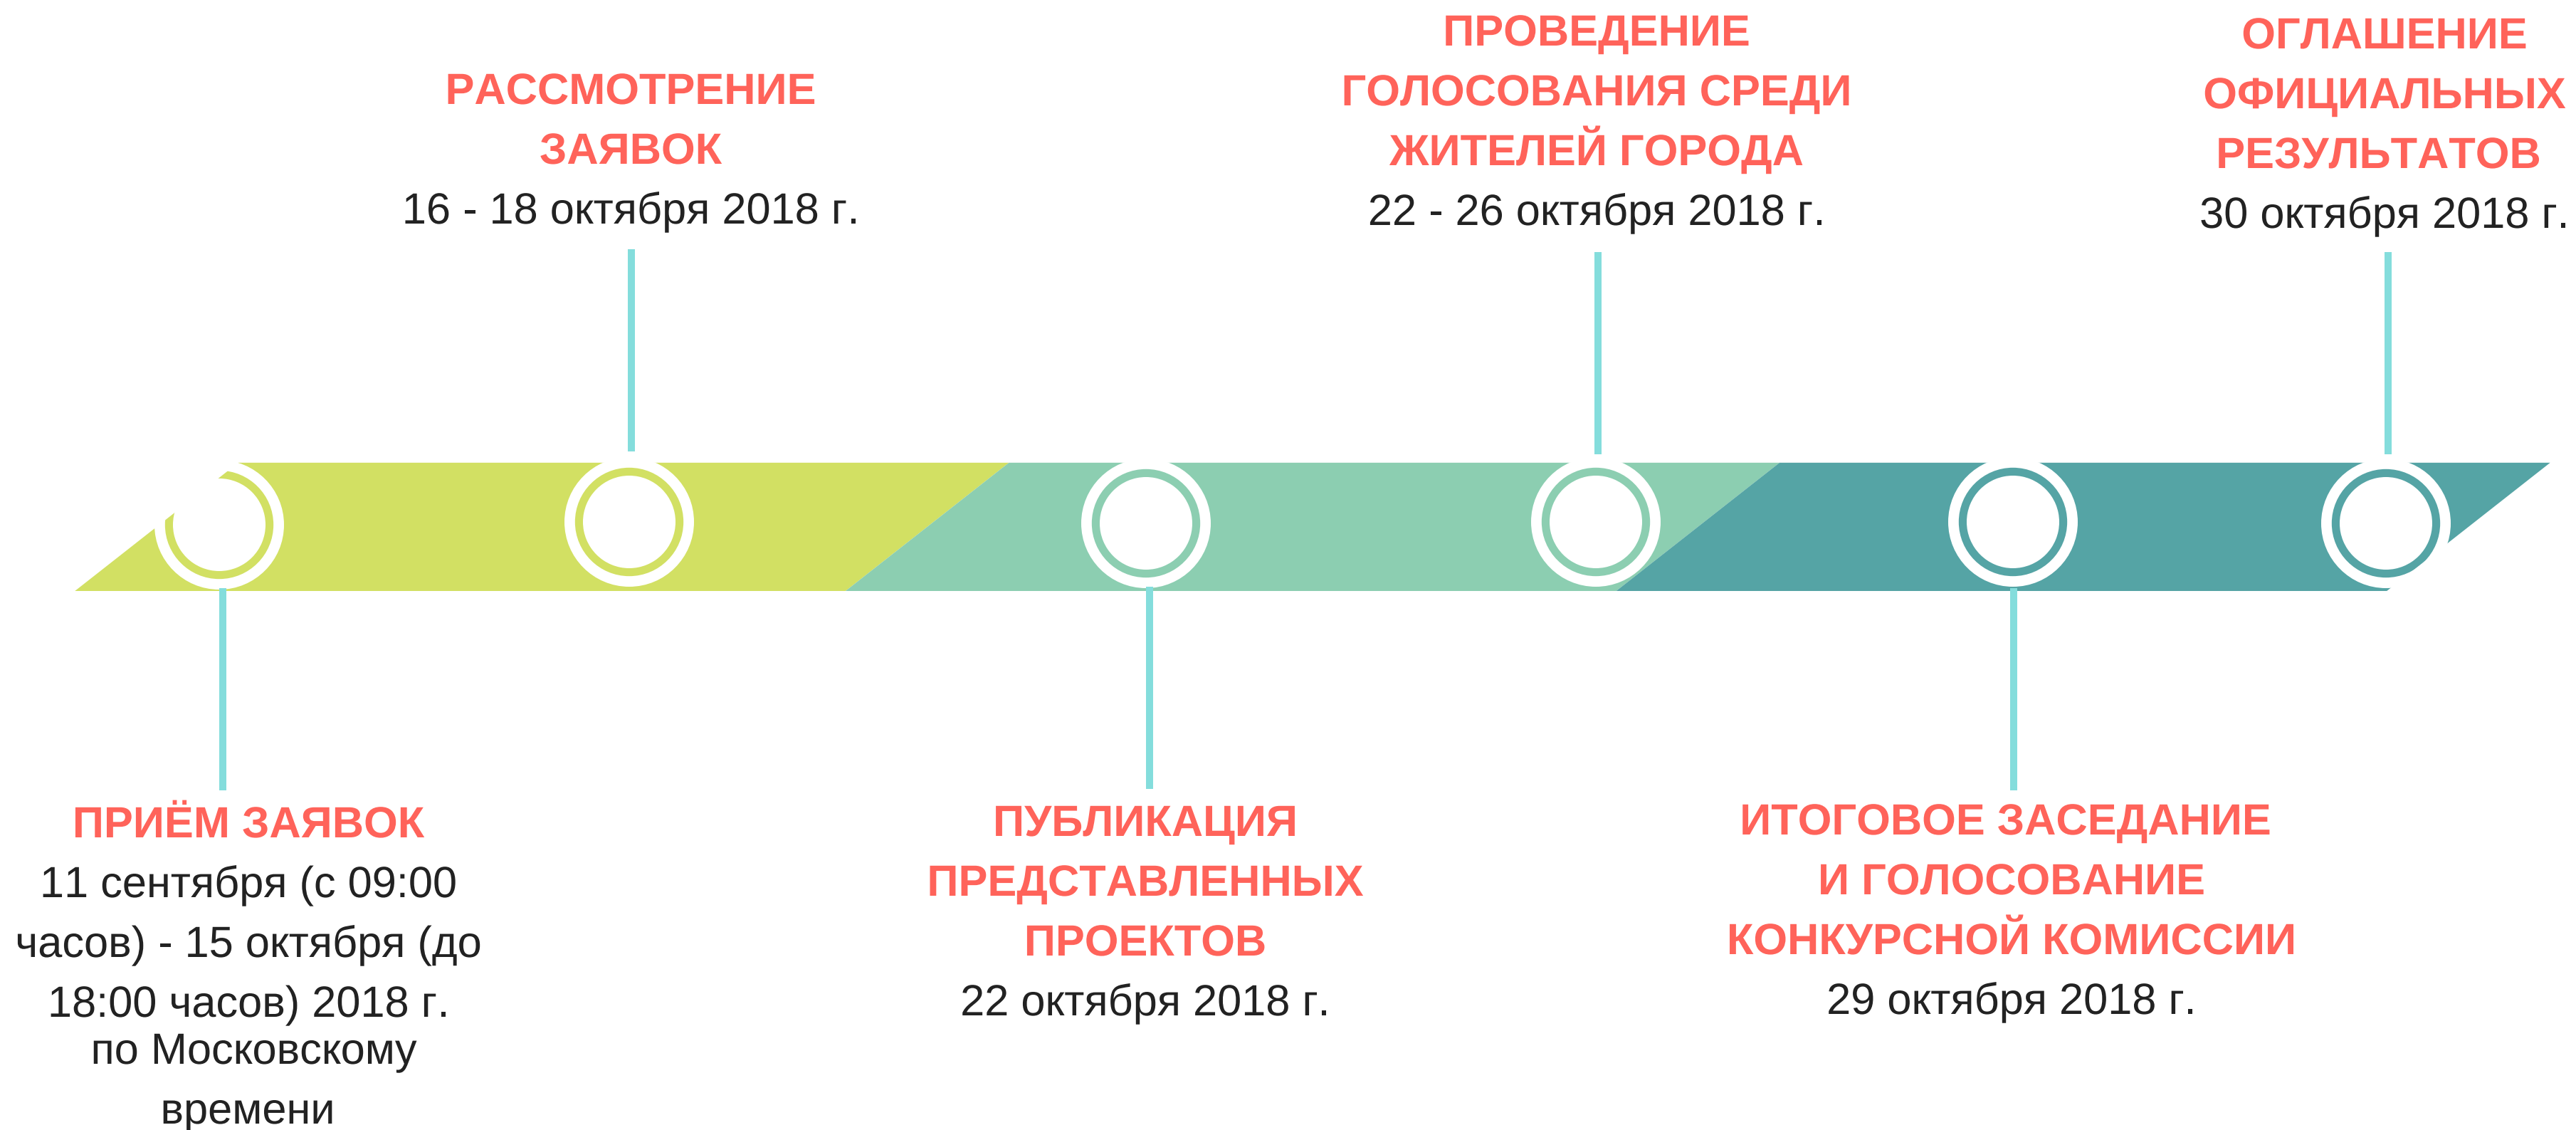 ПРИЁМ ЗАЯВОК
11 сентября (с 09:00
часов) - 15 октября (до
18:00 часов) 2018 г.
по Московскому
времени
РАССМОТРЕНИЕ
ЗАЯВОК
16 - 18 октября 2018 г.
ПУБЛИКАЦИЯ
ПРЕДСТАВЛЕННЫХ
ПРОЕКТОВ
22 октября 2018 г.
ПРОВЕДЕНИЕ
ГОЛОСОВАНИЯ СРЕДИ
ЖИТЕЛЕЙ ГОРОДА
22 - 26 октября 2018 г.
ИТОГОВОЕ ЗАСЕДАНИЕ
И ГОЛОСОВАНИЕ
КОНКУРСНОЙ КОМИССИИ
29 октября 2018 г.
ОГЛАШЕНИЕ
ОФИЦИАЛЬНЫХ
РЕЗУЛЬТАТОВ
30 октября 2018 г.